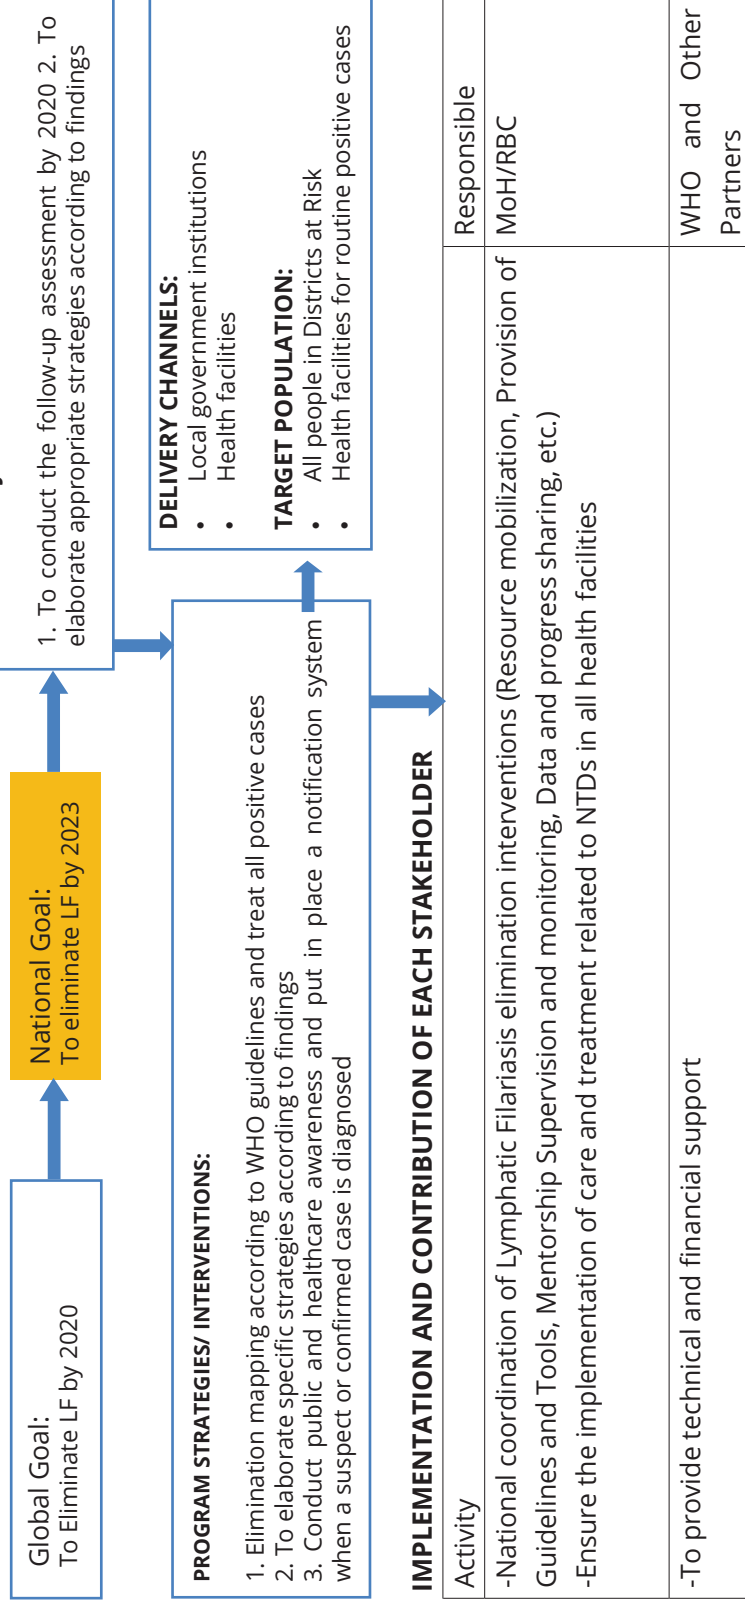 Global Goal:
To Eliminate LF by 2020
National Goal:
To eliminate LF by 2023
1. To conduct the follow-up assessment by 2020 2. To
elaborate appropriate strategies according to findings
PROGRAM STRATEGIES/ INTERVENTIONS:
1. Elimination mapping according to WHO guidelines and treat all positive cases
2. To elaborate specific strategies according to findings
3. Conduct public and healthcare awareness and put in place a notification system
when a suspect or confirmed case is diagnosed
DELIVERY CHANNELS:
• Local government institutions
• Health facilities
TARGET POPULATION:
• All people in Districts at Risk
• Health facilities for routine positive cases
IMPLEMENTATION AND CONTRIBUTION OF EACH STAKEHOLDER
Activity Responsible
-National coordination of Lymphatic Filariasis elimination interventions (Resource mobilization, Provision of MoH/RBC
Guidelines and Tools, Mentorship Supervision and monitoring, Data and progress sharing, etc.)
-Ensure the implementation of care and treatment related to NTDs in all health facilities
-To provide technical and financial support WHO and Other
Partners